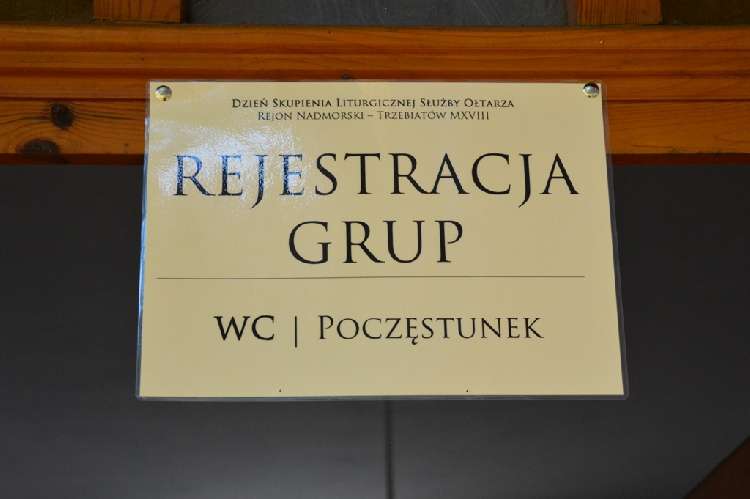 Dzień Skupienia Liturgicznej Służby Ołtarza
Rejon Nadmorski – Trzebiatów MXVIII
REJESTRACJA
GRUP
WC | Poczęstunek